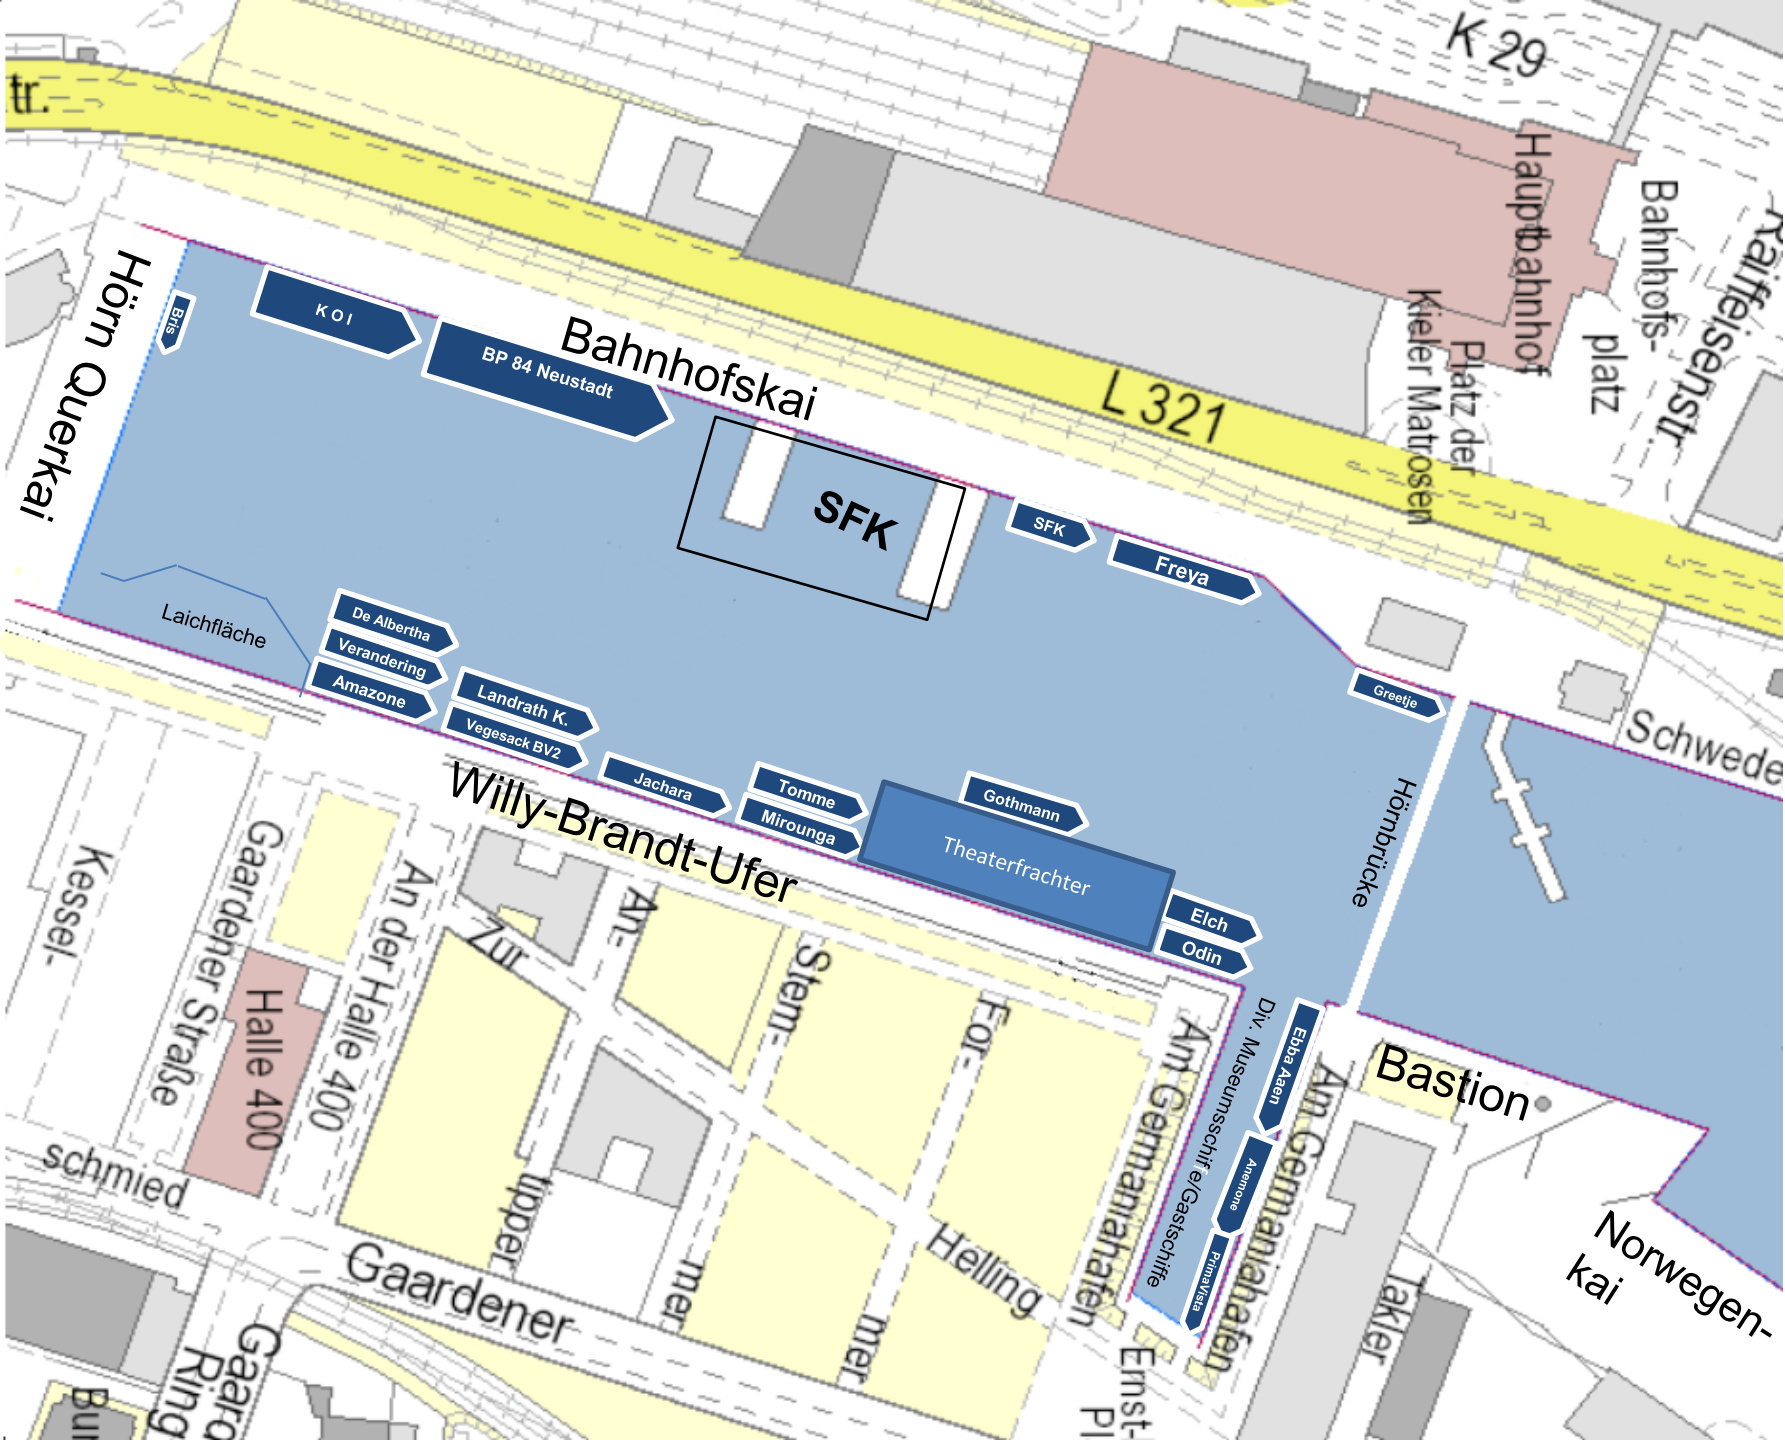 tr.
K 29
Hauptbahnhof
Bahnhofs-
platz
Raiffeisenstr.
Kieler Matrosen
Platz der
L 321
Hörn Querkai
Bris
K O I
BP 84 Neustadt
Bahnhofskai
SFK
SFK
Freya
Greetje
Laichfläche
De Albertha
Verandering
Amazone
Landrath K.
Vegesack BV2
Jachara
Tomme
Mirounga
Gothmann
Theaterfrachter
Elch
Odin
Hörnbrücke
Schwede
Willy-Brandt-Ufer
Kessel-
schmied
Gaardener Straße
Halle 400
An der Halle 400
Zur
Helling
An-
tipper
Stem-
mer
For-
mer
Am Germaniahafen
Div. Museumsschiffe/Gastschiffe
Ebba Aaen
Anemone
PrimaVista
Am Germaniahafen
Bastion
Norwegen-
kai
Takler
Gaardener
Gaard
Ring
Ernst-
Pl